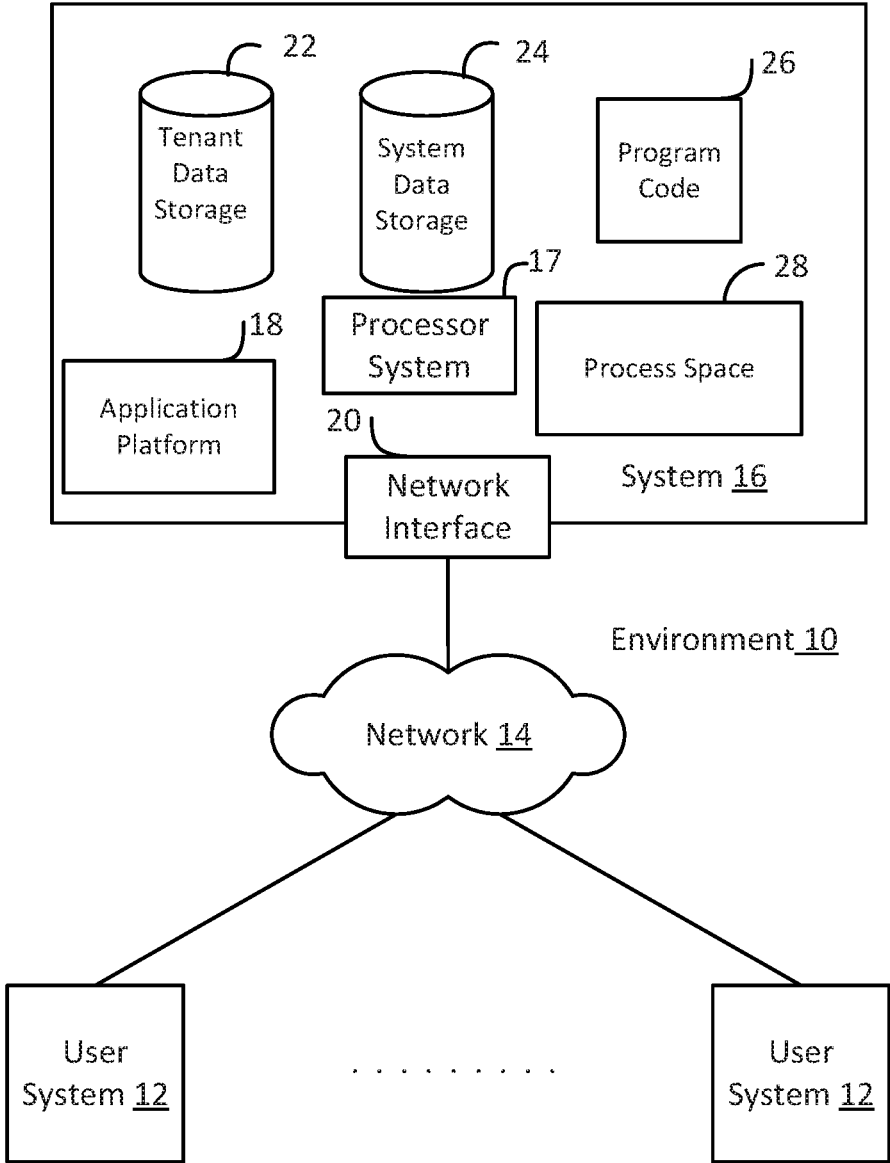 22
24
26
Tenant
Data
Storage
System
Data
Storage
Program
Code
17
28
18
Processor
System
Process Space
Application
Platform
20
Network
Interface
System 16
Environment 10
Network 14
User
System 12
. . . . . . . . .
User
System 12